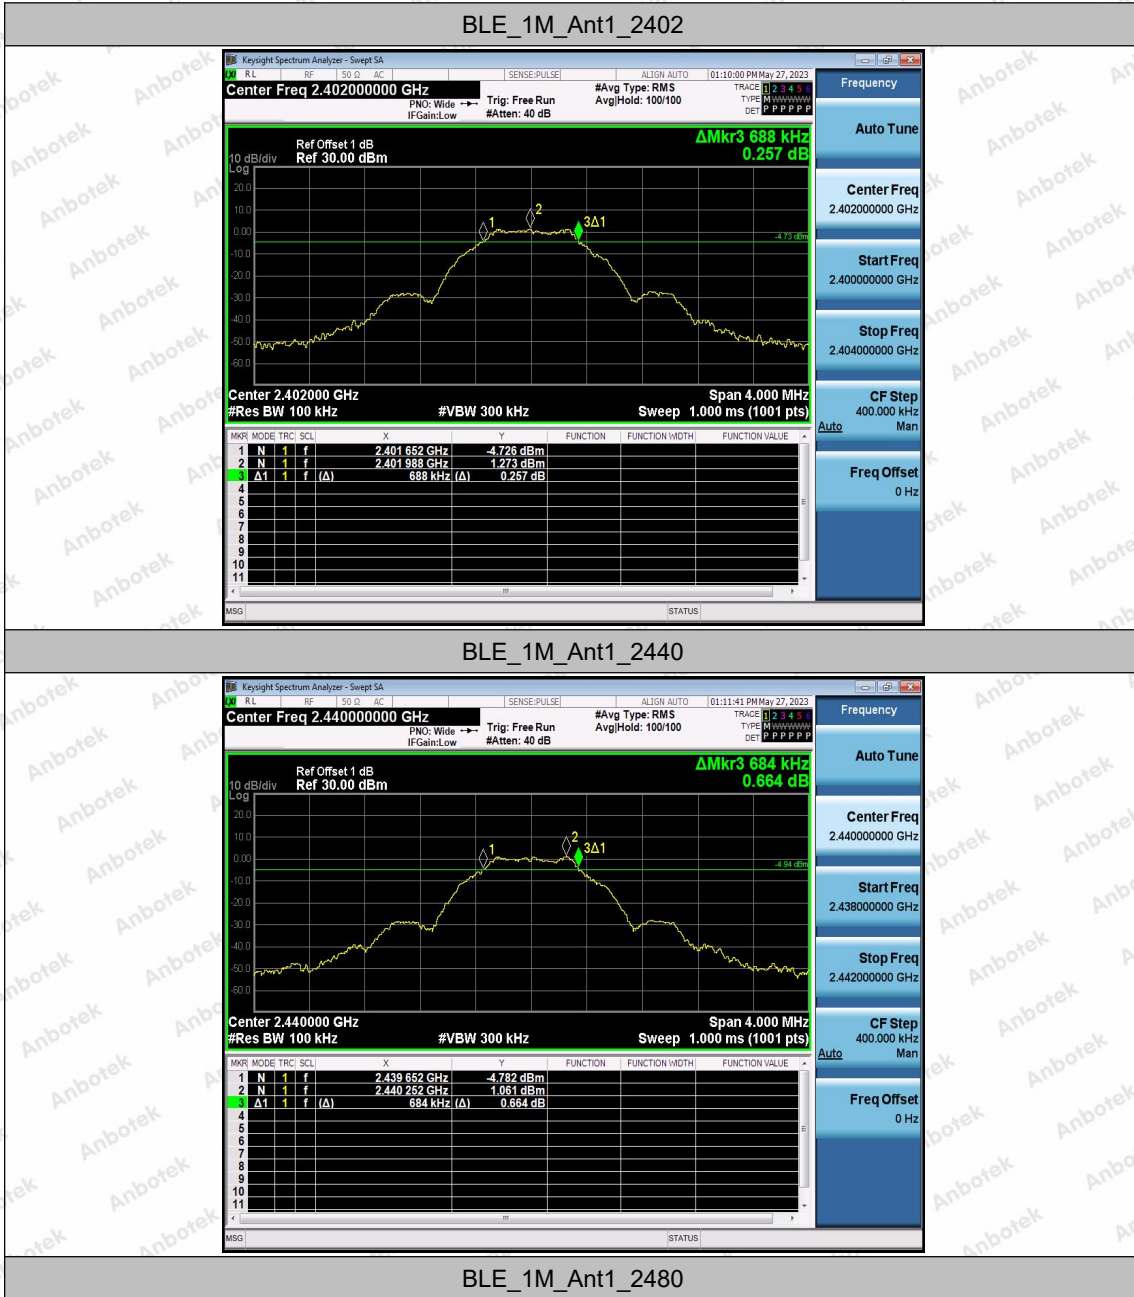 BLE_1M_Ant1_2402
Keysight Spectrum Analyzer - Swept SA
LXI RL RF 50 Ω AC SENSE:PULSE ALIGN AUTO 01:10:00 PM May 27, 2023
Center Freq 2.402000000 GHz
PNO: Wide
IFGain:Low
Trig: Free Run
#Atten: 40 dB
#Avg Type: RMS
Avg|Hold: 100/100
TRACE 1 2 3 4 5 6
TYPE M WWWWW
DET P P P P P P
Frequency
Auto Tune
Center Freq
2.402000000 GHz
Start Freq
2.400000000 GHz
Stop Freq
2.404000000 GHz
CF Step
400.000 kHz
Auto Man
Freq Offset
0 Hz
ΔMkr3 688 kHz
0.257 dB
Ref Offset 1 dB
10 dB/div Ref 30.00 dBm
Log
20.0
10.0
0.00
-10.0
-20.0
-30.0
-40.0
-50.0
-60.0
1
2
3Δ1
-4.73 dBm
Center 2.402000 GHz Span 4.000 MHz
#Res BW 100 kHz #VBW 300 kHz Sweep 1.000 ms (1001 pts)
MKR MODE TRC SCL X Y FUNCTION FUNCTION WIDTH FUNCTION VALUE
1 N 1 f 2.401 652 GHz -4.726 dBm
2 N 1 f 2.401 988 GHz 1.273 dBm
3 Δ1 1 f (Δ) 688 kHz (Δ) 0.257 dB
4
5
6
7
8
9
10
11
MSG STATUS
BLE_1M_Ant1_2440
Keysight Spectrum Analyzer - Swept SA
LXI RL RF 50 Ω AC SENSE:PULSE ALIGN AUTO 01:11:41 PM May 27, 2023
Center Freq 2.440000000 GHz
PNO: Wide
IFGain:Low
Trig: Free Run
#Atten: 40 dB
#Avg Type: RMS
Avg|Hold: 100/100
TRACE 1 2 3 4 5 6
TYPE M WWWWW
DET P P P P P P
Frequency
Auto Tune
Center Freq
2.440000000 GHz
Start Freq
2.438000000 GHz
Stop Freq
2.442000000 GHz
CF Step
400.000 kHz
Auto Man
Freq Offset
0 Hz
ΔMkr3 684 kHz
0.664 dB
Ref Offset 1 dB
10 dB/div Ref 30.00 dBm
Log
20.0
10.0
0.00
-10.0
-20.0
-30.0
-40.0
-50.0
-60.0
1
2
3Δ1
-4.94 dBm
Center 2.440000 GHz Span 4.000 MHz
#Res BW 100 kHz #VBW 300 kHz Sweep 1.000 ms (1001 pts)
MKR MODE TRC SCL X Y FUNCTION FUNCTION WIDTH FUNCTION VALUE
1 N 1 f 2.439 652 GHz -4.782 dBm
2 N 1 f 2.440 252 GHz 1.061 dBm
3 Δ1 1 f (Δ) 684 kHz (Δ) 0.664 dB
4
5
6
7
8
9
10
11
MSG STATUS
BLE_1M_Ant1_2480
Anbotek